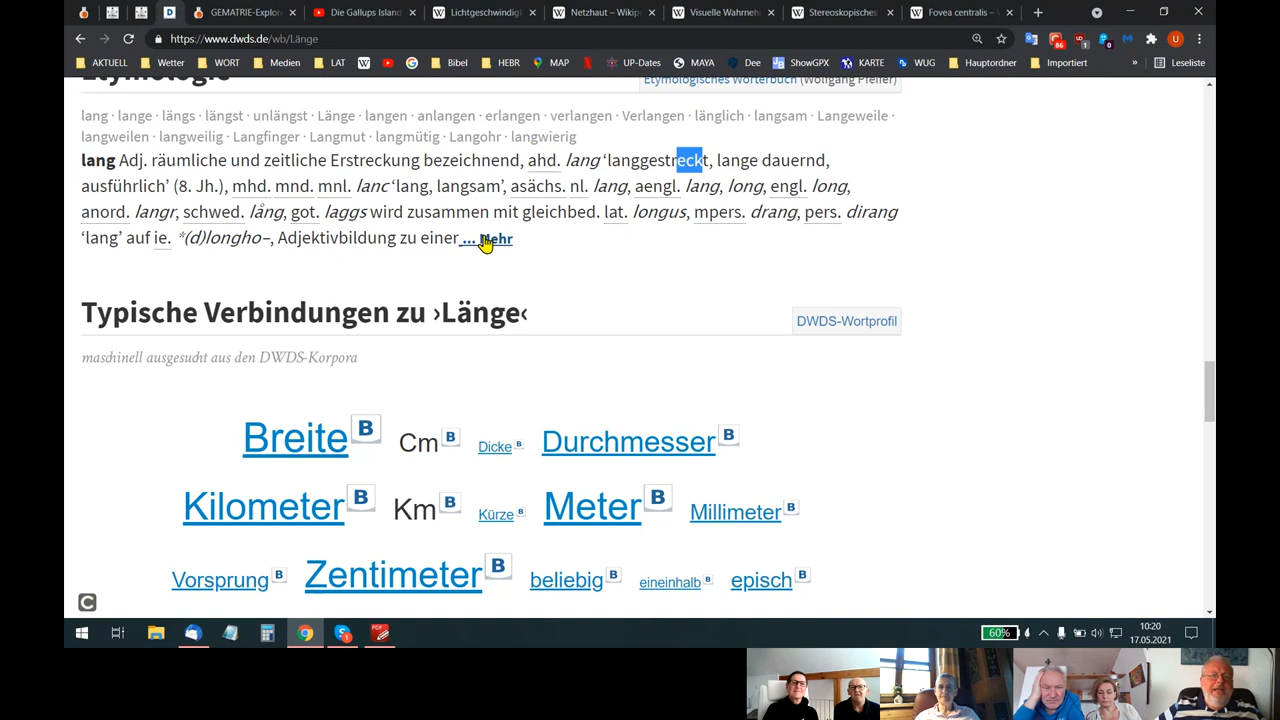 GEMATRIE-Explor
Die Gallups Island
Lichtgeschwindigk
Netzhaut – Wikipe
Visuelle Wahrnehm
Stereoskopisches
Fovea centralis – V
https://www.dwds.de/wb/Länge
AKTUELL Wetter WORT Medien LAT Bibel HEBR MAP UP-Dates MAYA Dee ShowGPX KARTE WUG Hauptordner Importiert » Leseliste
Etymologie
Etymologisches Wörterbuch (Wolfgang Pfeifer)
lang · lange · längs · längst · unlängst · Länge · langen · anlangen · erlangen · verlangen · Verlangen · länglich · langsam · Langeweile ·
langweilen · langweilig · Langfinger · Langmut · langmütig · Langohr · langwierig
lang Adj. räumliche und zeitliche Erstreckung bezeichnend, ahd. lang ‘langgestreckt, lange dauernd,
ausführlich’ (8. Jh.), mhd. mnd. mnl. lanc ‘lang, langsam’, asächs. nl. lang, aengl. lang, long, engl. long,
anord. langr, schwed. lång, got. laggs wird zusammen mit gleichbed. lat. longus, mpers. drang, pers. dirang
‘lang’ auf ie. *(d)longho–, Adjektivbildung zu einer ... Mehr
Typische Verbindungen zu ›Länge‹
DWDS-Wortprofil
maschinell ausgesucht aus den DWDS-Korpora
Breite B Cm B Dicke B Durchmesser B
Kilometer B Km B Kürze B Meter B Millimeter B
Vorsprung B Zentimeter B beliebig B eineinhalb B episch B
60%
10:20
17.05.2021